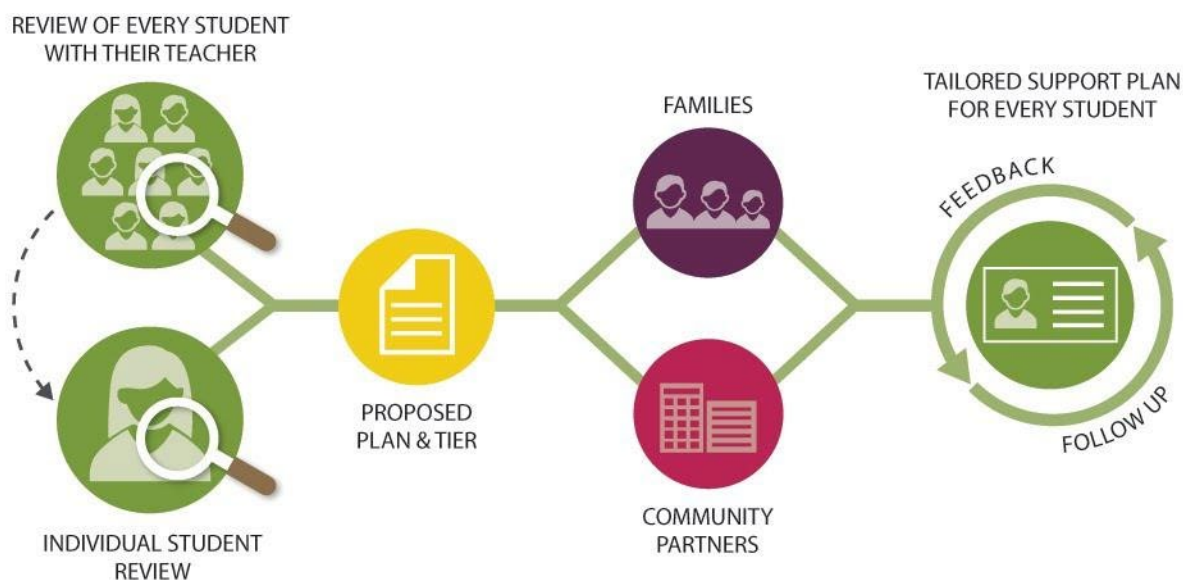 REVIEW OF EVERY STUDENT
WITH THEIR TEACHER
INDIVIDUAL STUDENT
REVIEW
PROPOSED
PLAN & TIER
FAMILIES
COMMUNITY
PARTNERS
TAILORED SUPPORT PLAN
FOR EVERY STUDENT
FEEDBACK
FOLLOW UP